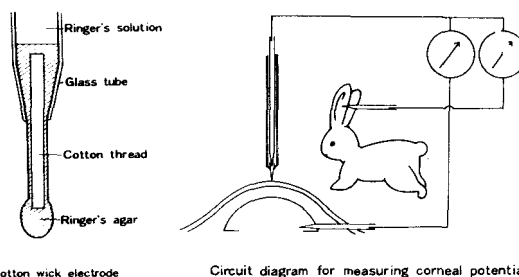 Ringer's solution
Glass tube
Cotton thread
Ringer's agar
otton wick electrode
Circuit diagram for measuring corneal potentia